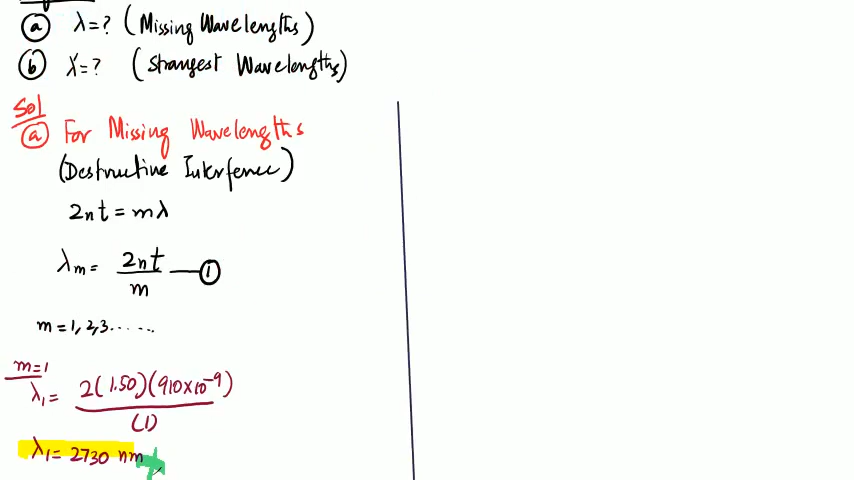 (a) λ=? (Missing Wavelengths)
(b) λ=? (Strongest Wavelengths)
Sol
(a) For Missing Wavelengths
(Destructive Interfence)
2nt = mλ
λm = 2nt/m —(1)
m = 1, 2, 3......
m=1
λ1 = 2(1.50)(910×10^-9)/(1)
λ1 = 2730 nm